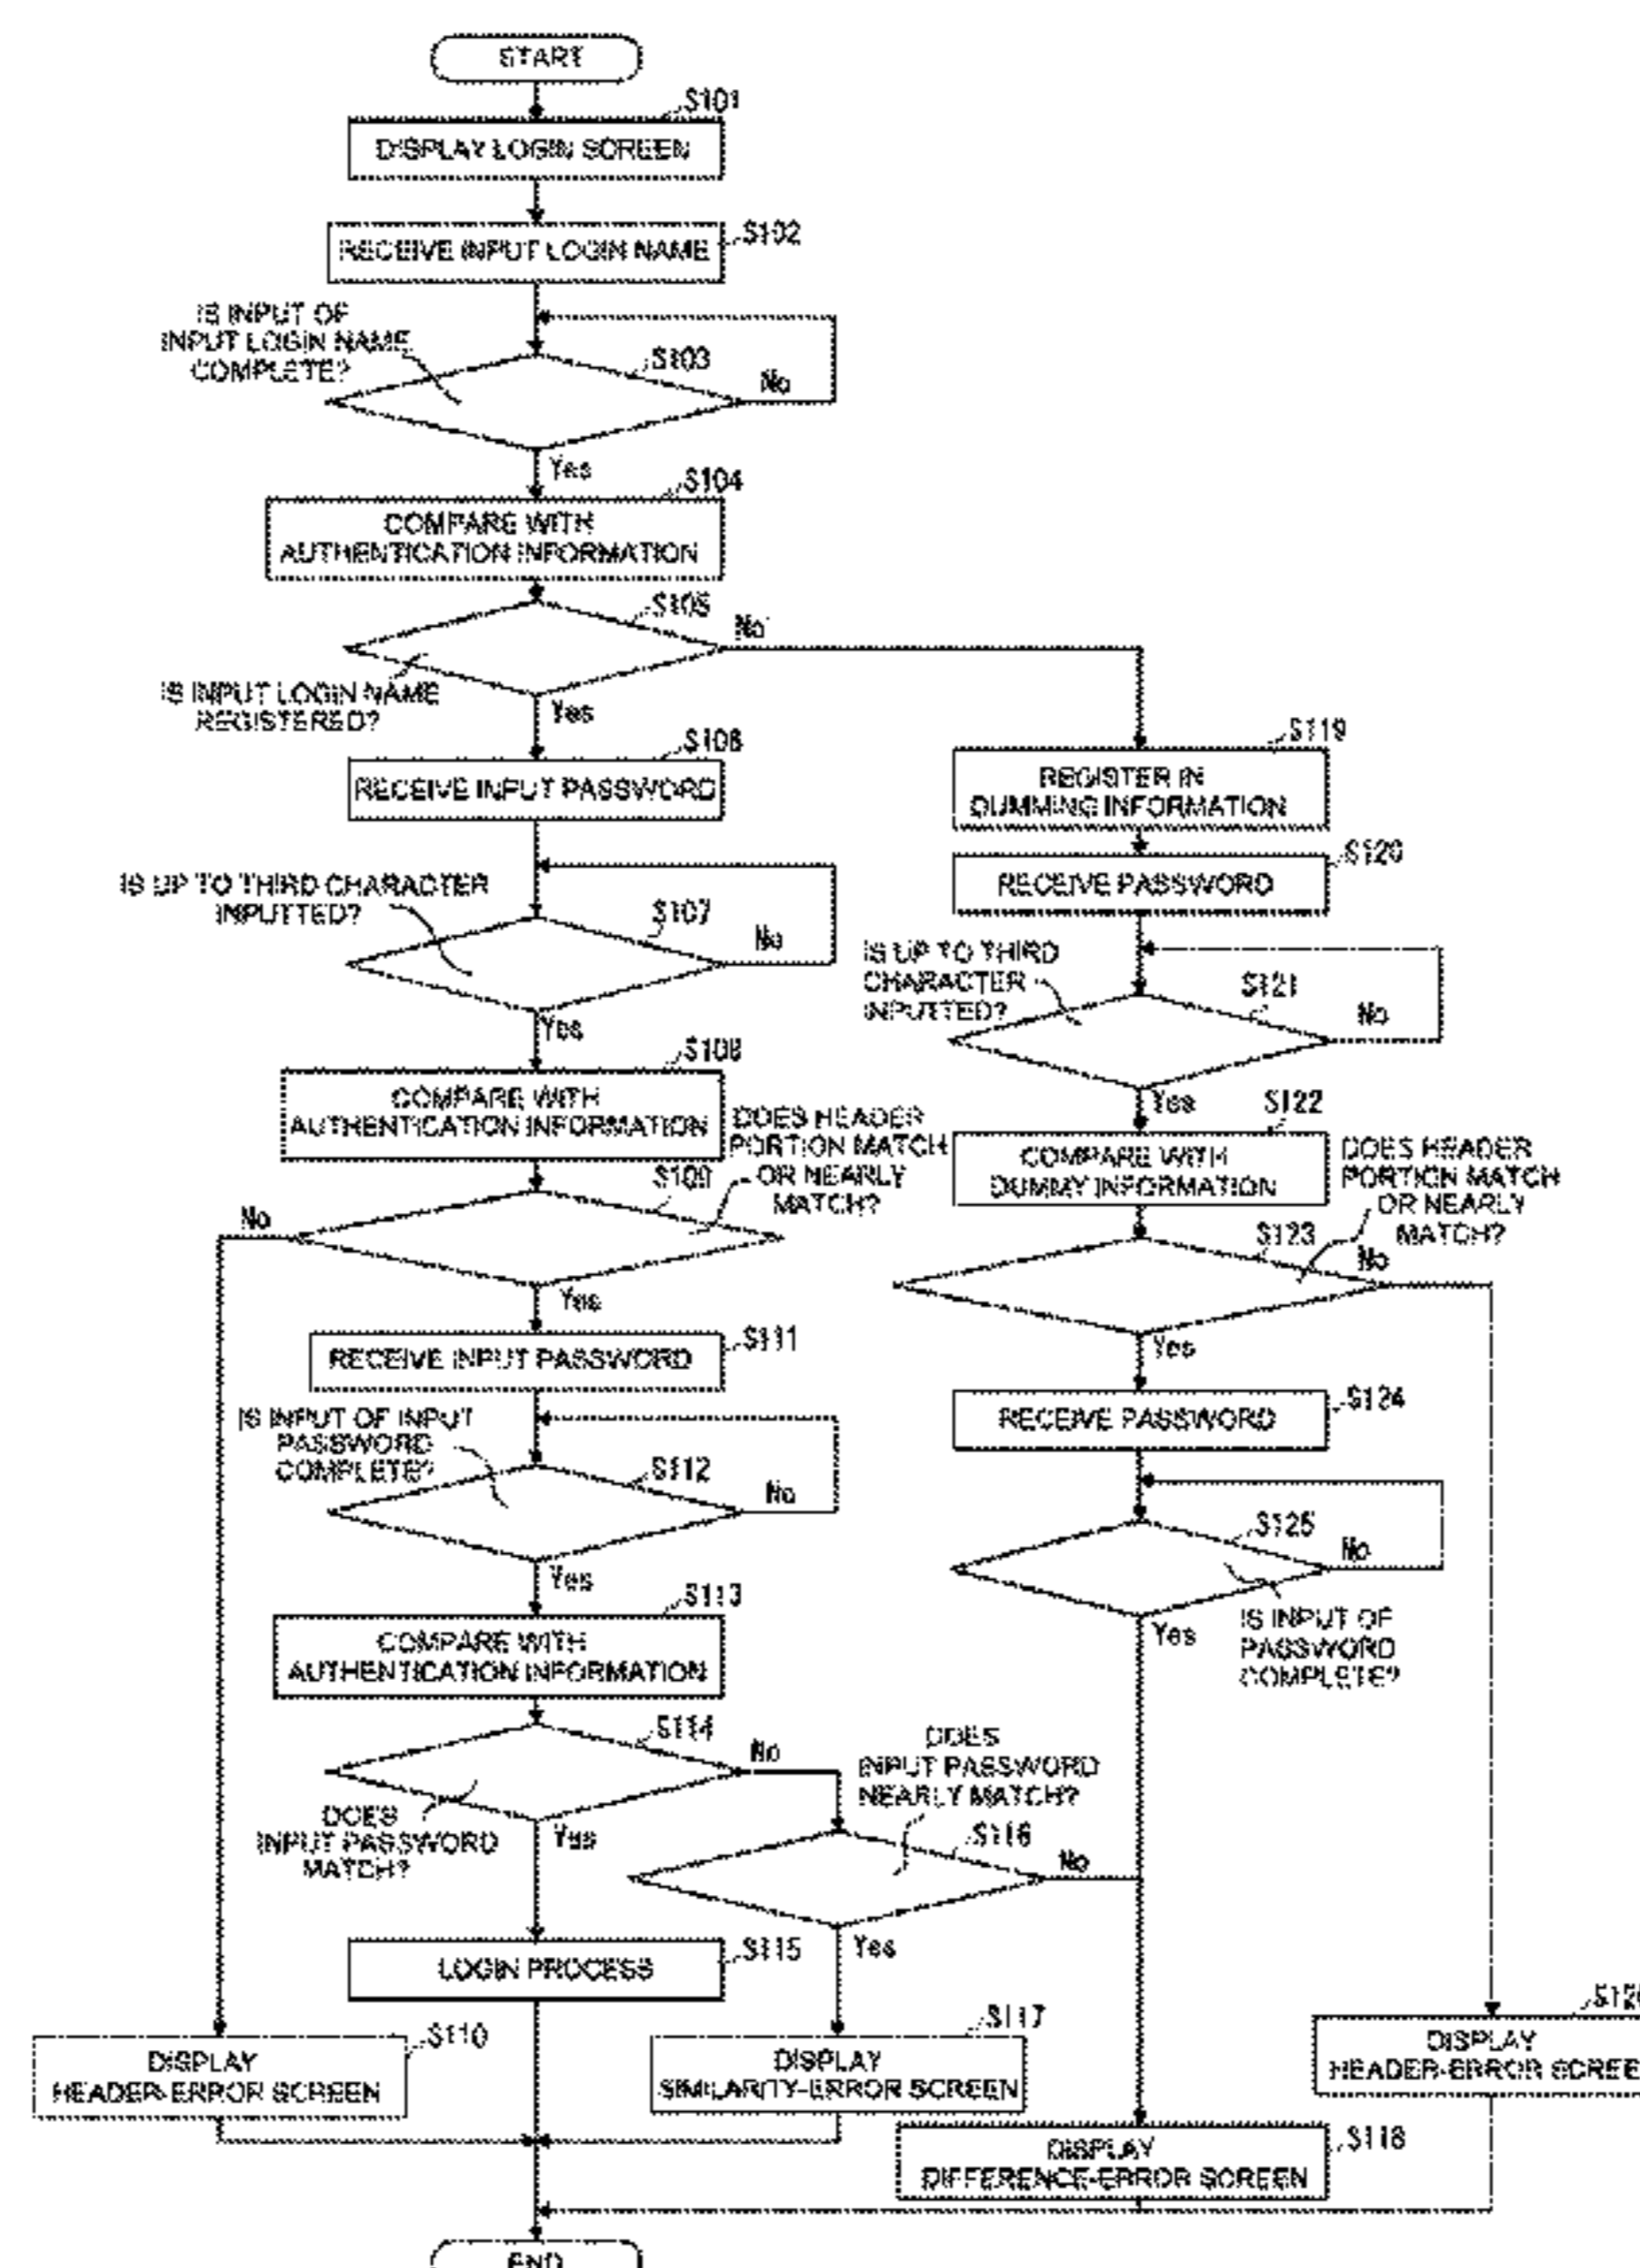 START
S101
DISPLAY LOGIN SCREEN
S102
RECEIVE INPUT LOGIN NAME
IS INPUT OF
INPUT LOGIN NAME
COMPLETE?
S103
No
Yes
S104
COMPARE WITH
AUTHENTICATION INFORMATION
S105
No
IS INPUT LOGIN NAME
REGISTERED?
Yes
S106
RECEIVE INPUT PASSWORD
IS UP TO THIRD CHARACTER
INPUTTED?
S107
No
Yes
S108
COMPARE WITH
AUTHENTICATION INFORMATION
DOES HEADER
PORTION MATCH
OR NEARLY
MATCH?
S109
No
Yes
S111
RECEIVE INPUT PASSWORD
IS INPUT OF INPUT
PASSWORD
COMPLETE?
S112
No
Yes
S113
COMPARE WITH
AUTHENTICATION INFORMATION
S114
No
DOES
INPUT PASSWORD
MATCH?
Yes
DOES
INPUT PASSWORD
NEARLY MATCH?
S116
No
Yes
S115
LOGIN PROCESS
S110
DISPLAY
HEADER-ERROR SCREEN
S117
DISPLAY
SIMILARITY-ERROR SCREEN
S119
REGISTER IN
DUMMING INFORMATION
S120
RECEIVE PASSWORD
IS UP TO THIRD
CHARACTER
INPUTTED?
S121
No
Yes
S122
COMPARE WITH
DUMMY INFORMATION
DOES HEADER
PORTION MATCH
OR NEARLY
MATCH?
S123
No
Yes
S124
RECEIVE PASSWORD
S125
No
IS INPUT OF
PASSWORD
COMPLETE?
Yes
DISPLAY
HEADER-ERROR SCREE
S118
DISPLAY
DIFFERENCE-ERROR SCREEN
END